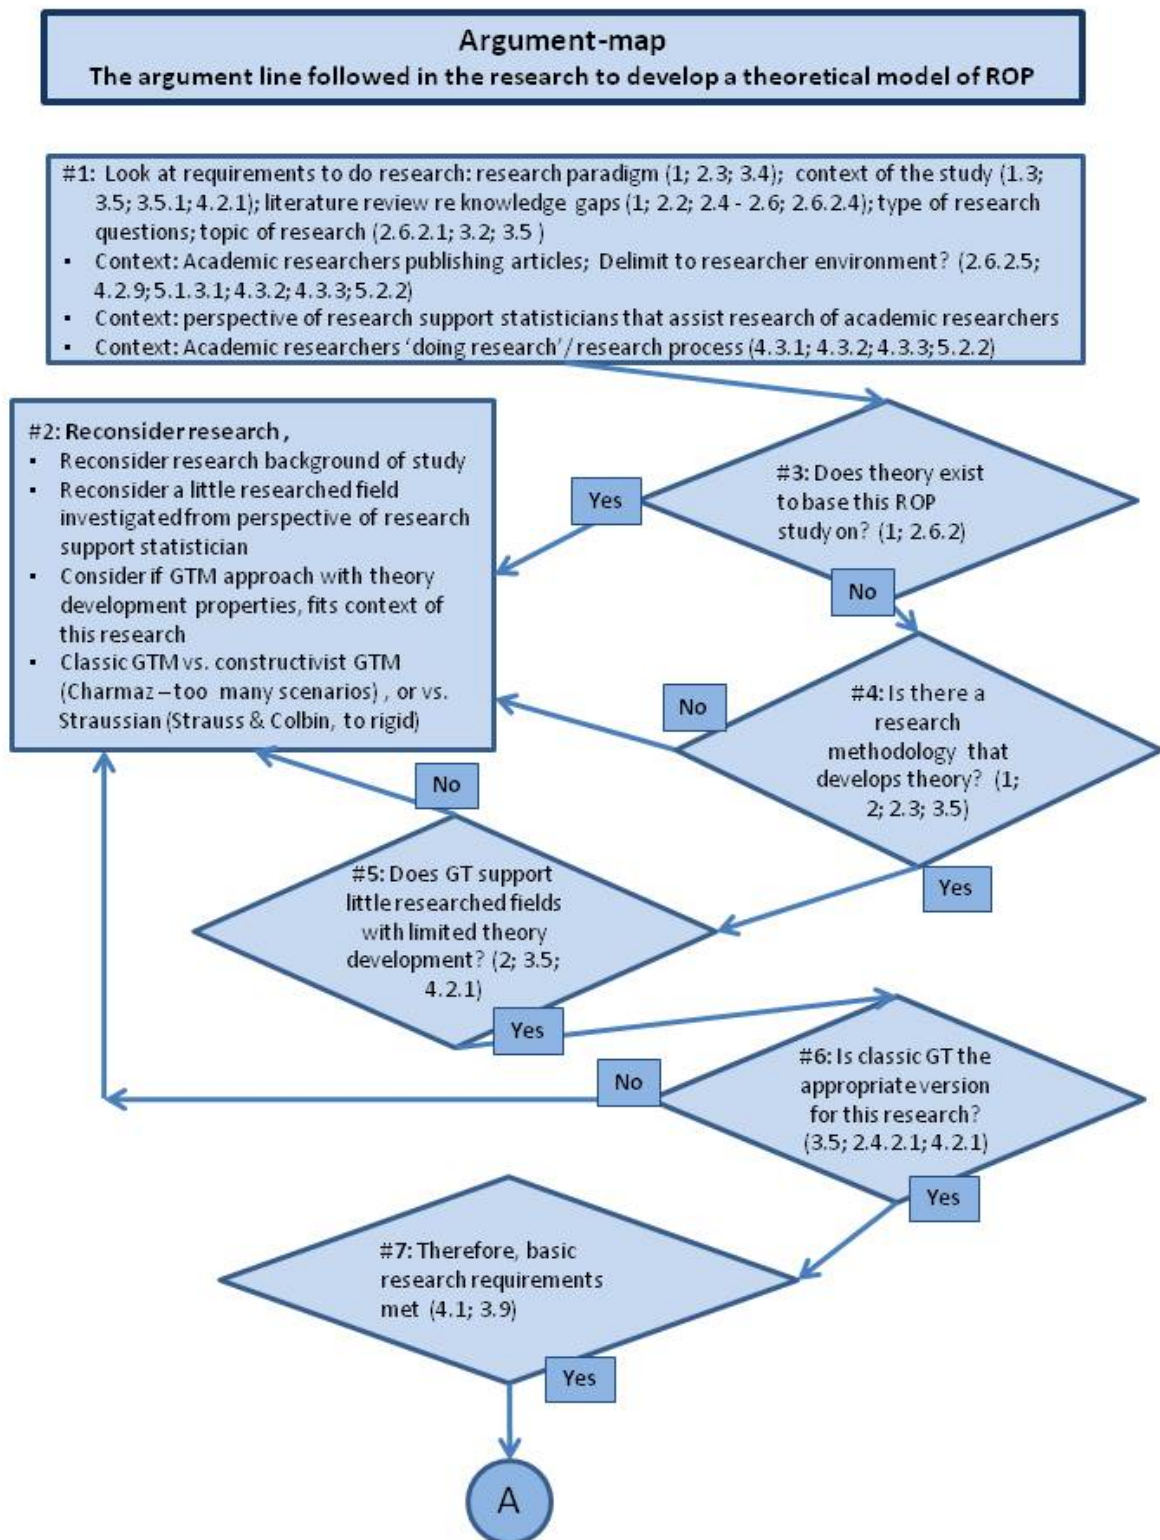 Argument-map
The argument line followed in the research to develop a theoretical model of ROP
#1: Look at requirements to do research: research paradigm (1; 2.3; 3.4); context of the study (1.3;
3.5; 3.5.1; 4.2.1); literature review re knowledge gaps (1; 2.2; 2.4 - 2.6; 2.6.2.4); type of research
questions; topic of research (2.6.2.1; 3.2; 3.5 )
▪ Context: Academic researchers publishing articles; Delimit to researcher environment? (2.6.2.5;
4.2.9; 5.1.3.1; 4.3.2; 4.3.3; 5.2.2)
▪ Context: perspective of research support statisticians that assist research of academic researchers
▪ Context: Academic researchers ‘doing research’/ research process (4.3.1; 4.3.2; 4.3.3; 5.2.2)
#2: Reconsider research ,
▪ Reconsider research background of study
▪ Reconsider a little researched field
investigated from perspective of research
support statistician
▪ Consider if GTM approach with theory
development properties, fits context of
this research
▪ Classic GTM vs. constructivist GTM
(Charmaz – too many scenarios) , or vs.
Straussian (Strauss & Colbin, to rigid)
#3: Does theory exist
to base this ROP
study on? (1; 2.6.2)
Yes
No
#4: Is there a
research
methodology that
develops theory? (1;
2; 2.3; 3.5)
No
Yes
#5: Does GT support
little researched fields
with limited theory
development? (2; 3.5;
4.2.1)
No
Yes
#6: Is classic GT the
appropriate version
for this research?
(3.5; 2.4.2.1; 4.2.1)
No
Yes
#7: Therefore, basic
research requirements
met (4.1; 3.9)
Yes
A